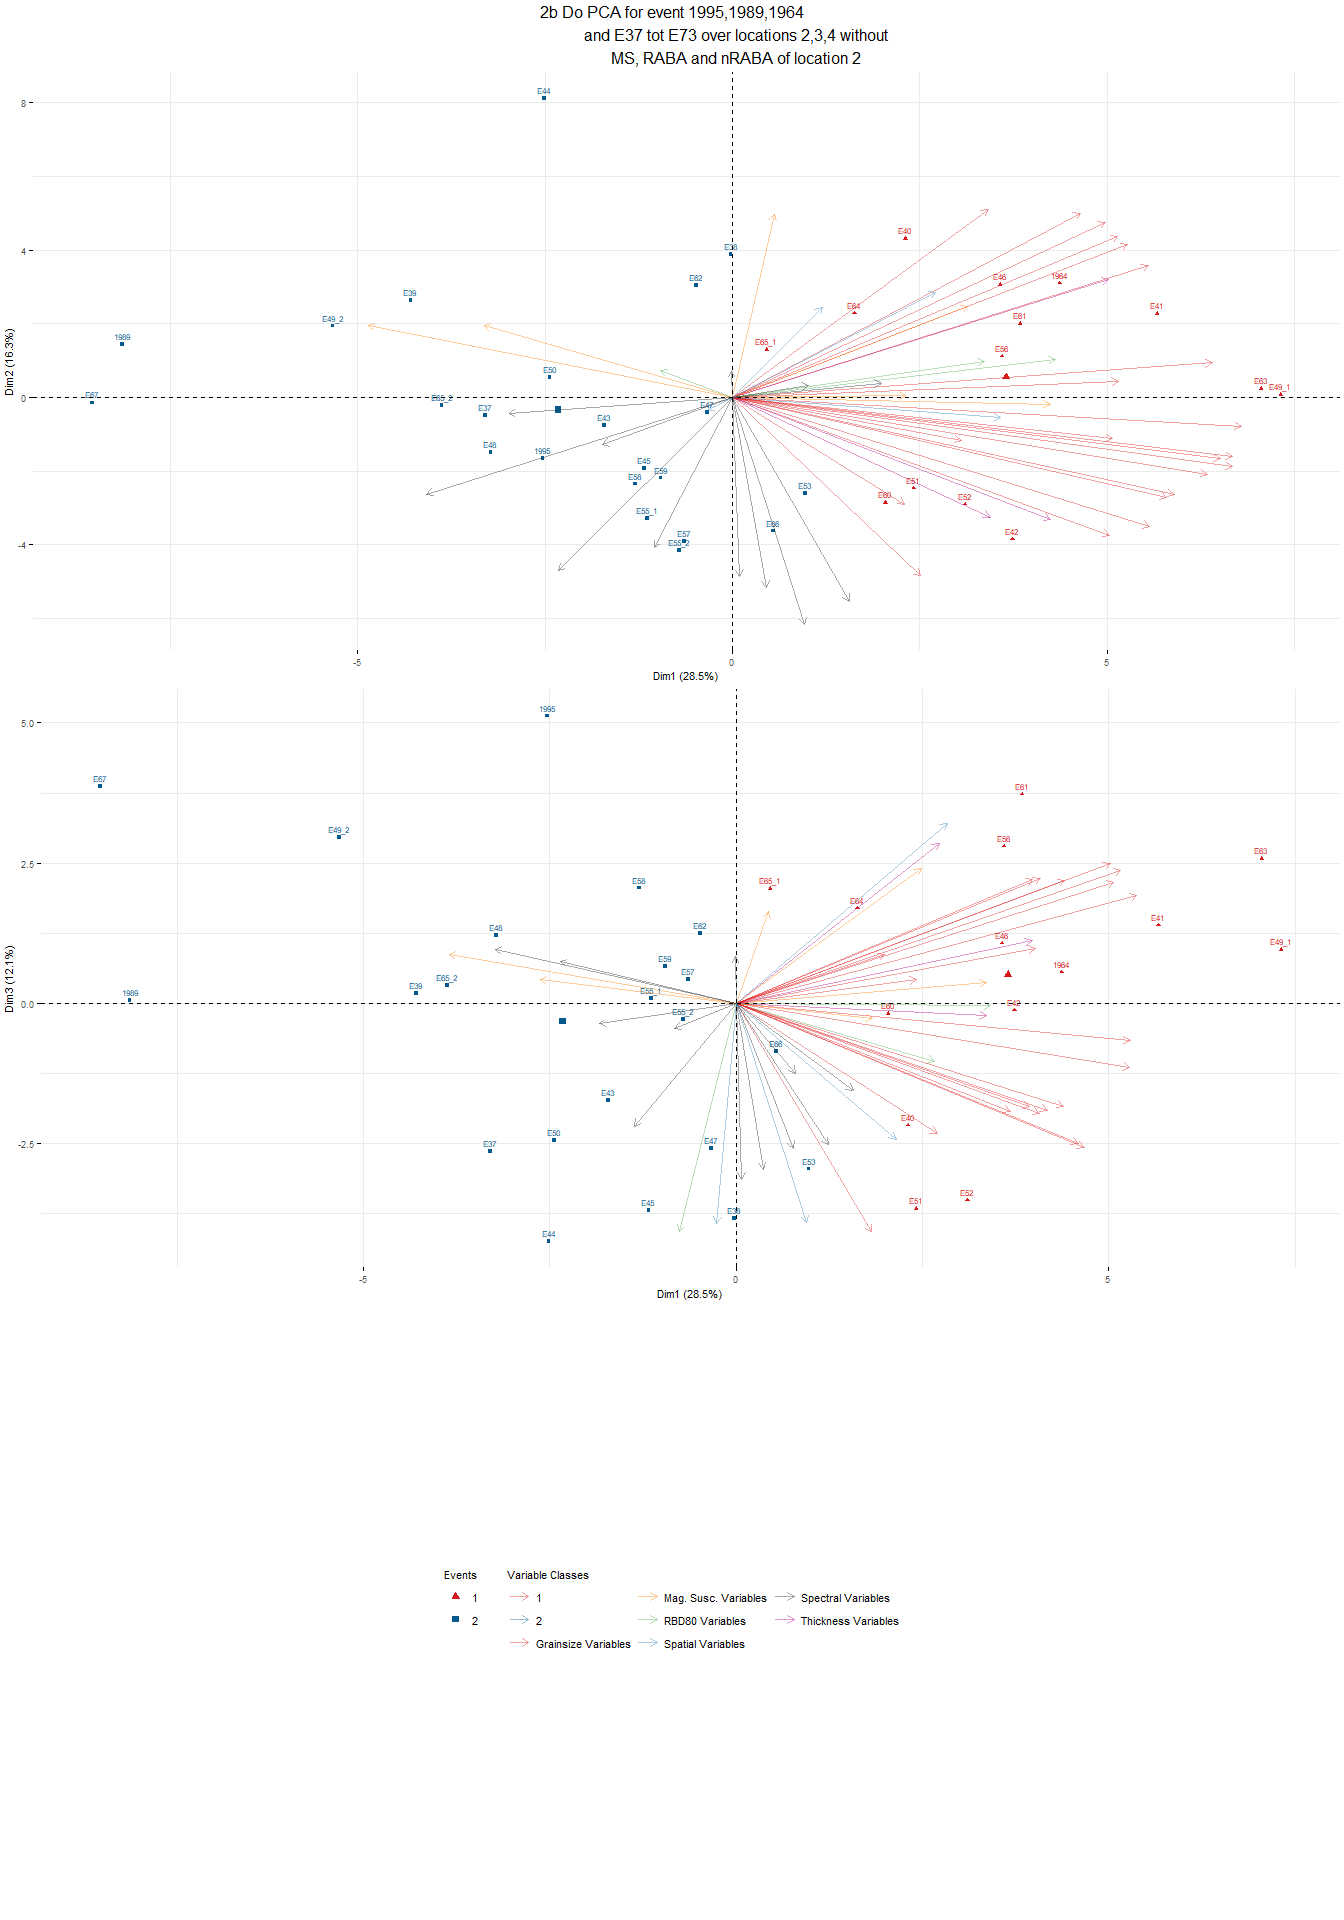 2b Do PCA for event 1995,1989,1964
and E37 tot E73 over locations 2,3,4 without
MS, RABA and nRABA of location 2
E44
8
E40
4
E38
E62
E46
1964
E39
E64
E41
E49_2
E61
1989
E65_1
E56
Dim2 (16.3%)
E50
E63
E49_1
0
E67
E65_2
E47
E37
E43
E48
1995
E45
E58
E59
E51
E53
E60
E52
E55_1
E66
E57
E42
E55_2
-4
-5
0
5
Dim1 (28.5%)
1995
5.0
E67
E61
E49_2
E56
E63
2.5
E58
E65_1
E64
E41
E48
E62
E46
E49_1
E59
1964
E57
Dim3 (12.1%)
E65_2
E39
1989
E55_1
0.0
E60
E42
E55_2
E66
E43
E40
E50
E47
-2.5
E37
E53
E52
E45
E51
E38
E44
-5
0
5
Dim1 (28.5%)
Events
Variable Classes
1
1
Mag. Susc. Variables
Spectral Variables
2
2
RBD80 Variables
Thickness Variables
Grainsize Variables
Spatial Variables